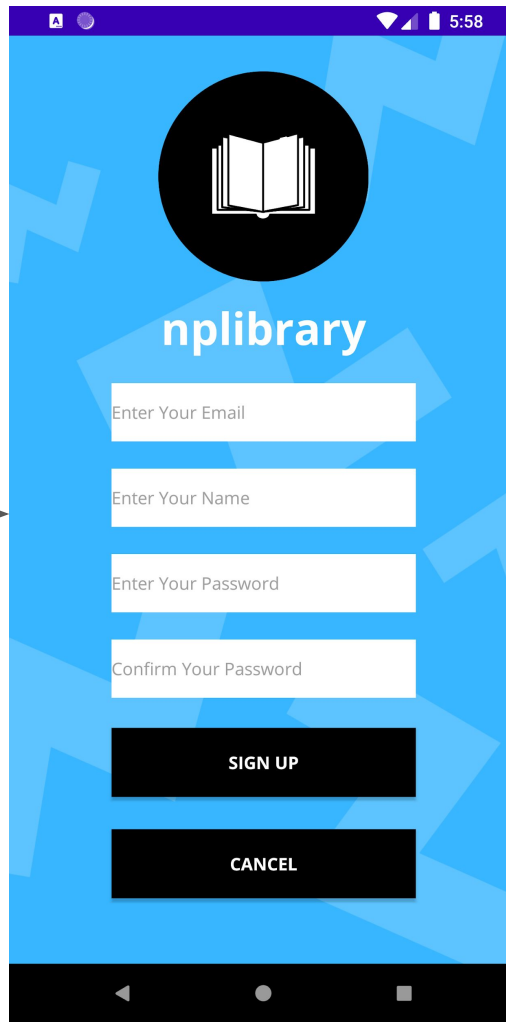 A
5:58
nplibrary
Enter Your Email
Enter Your Name
Enter Your Password
Confirm Your Password
SIGN UP
CANCEL